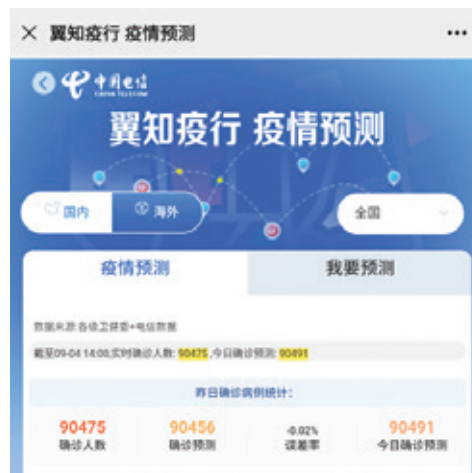 翼知疫行 疫情预测
中国电信
CHINA TELECOM
翼知疫行 疫情预测
国内 海外 全国
疫情预测 我要预测
数据来源:各级卫健委+电信数据
截至09-04 14:00,实时确诊人数: 90475 ,今日确诊预测: 90491
昨日确诊病例统计:
90475 90456 -0.02% 90491
确诊人数 确诊预测 误差率 今日确诊预测